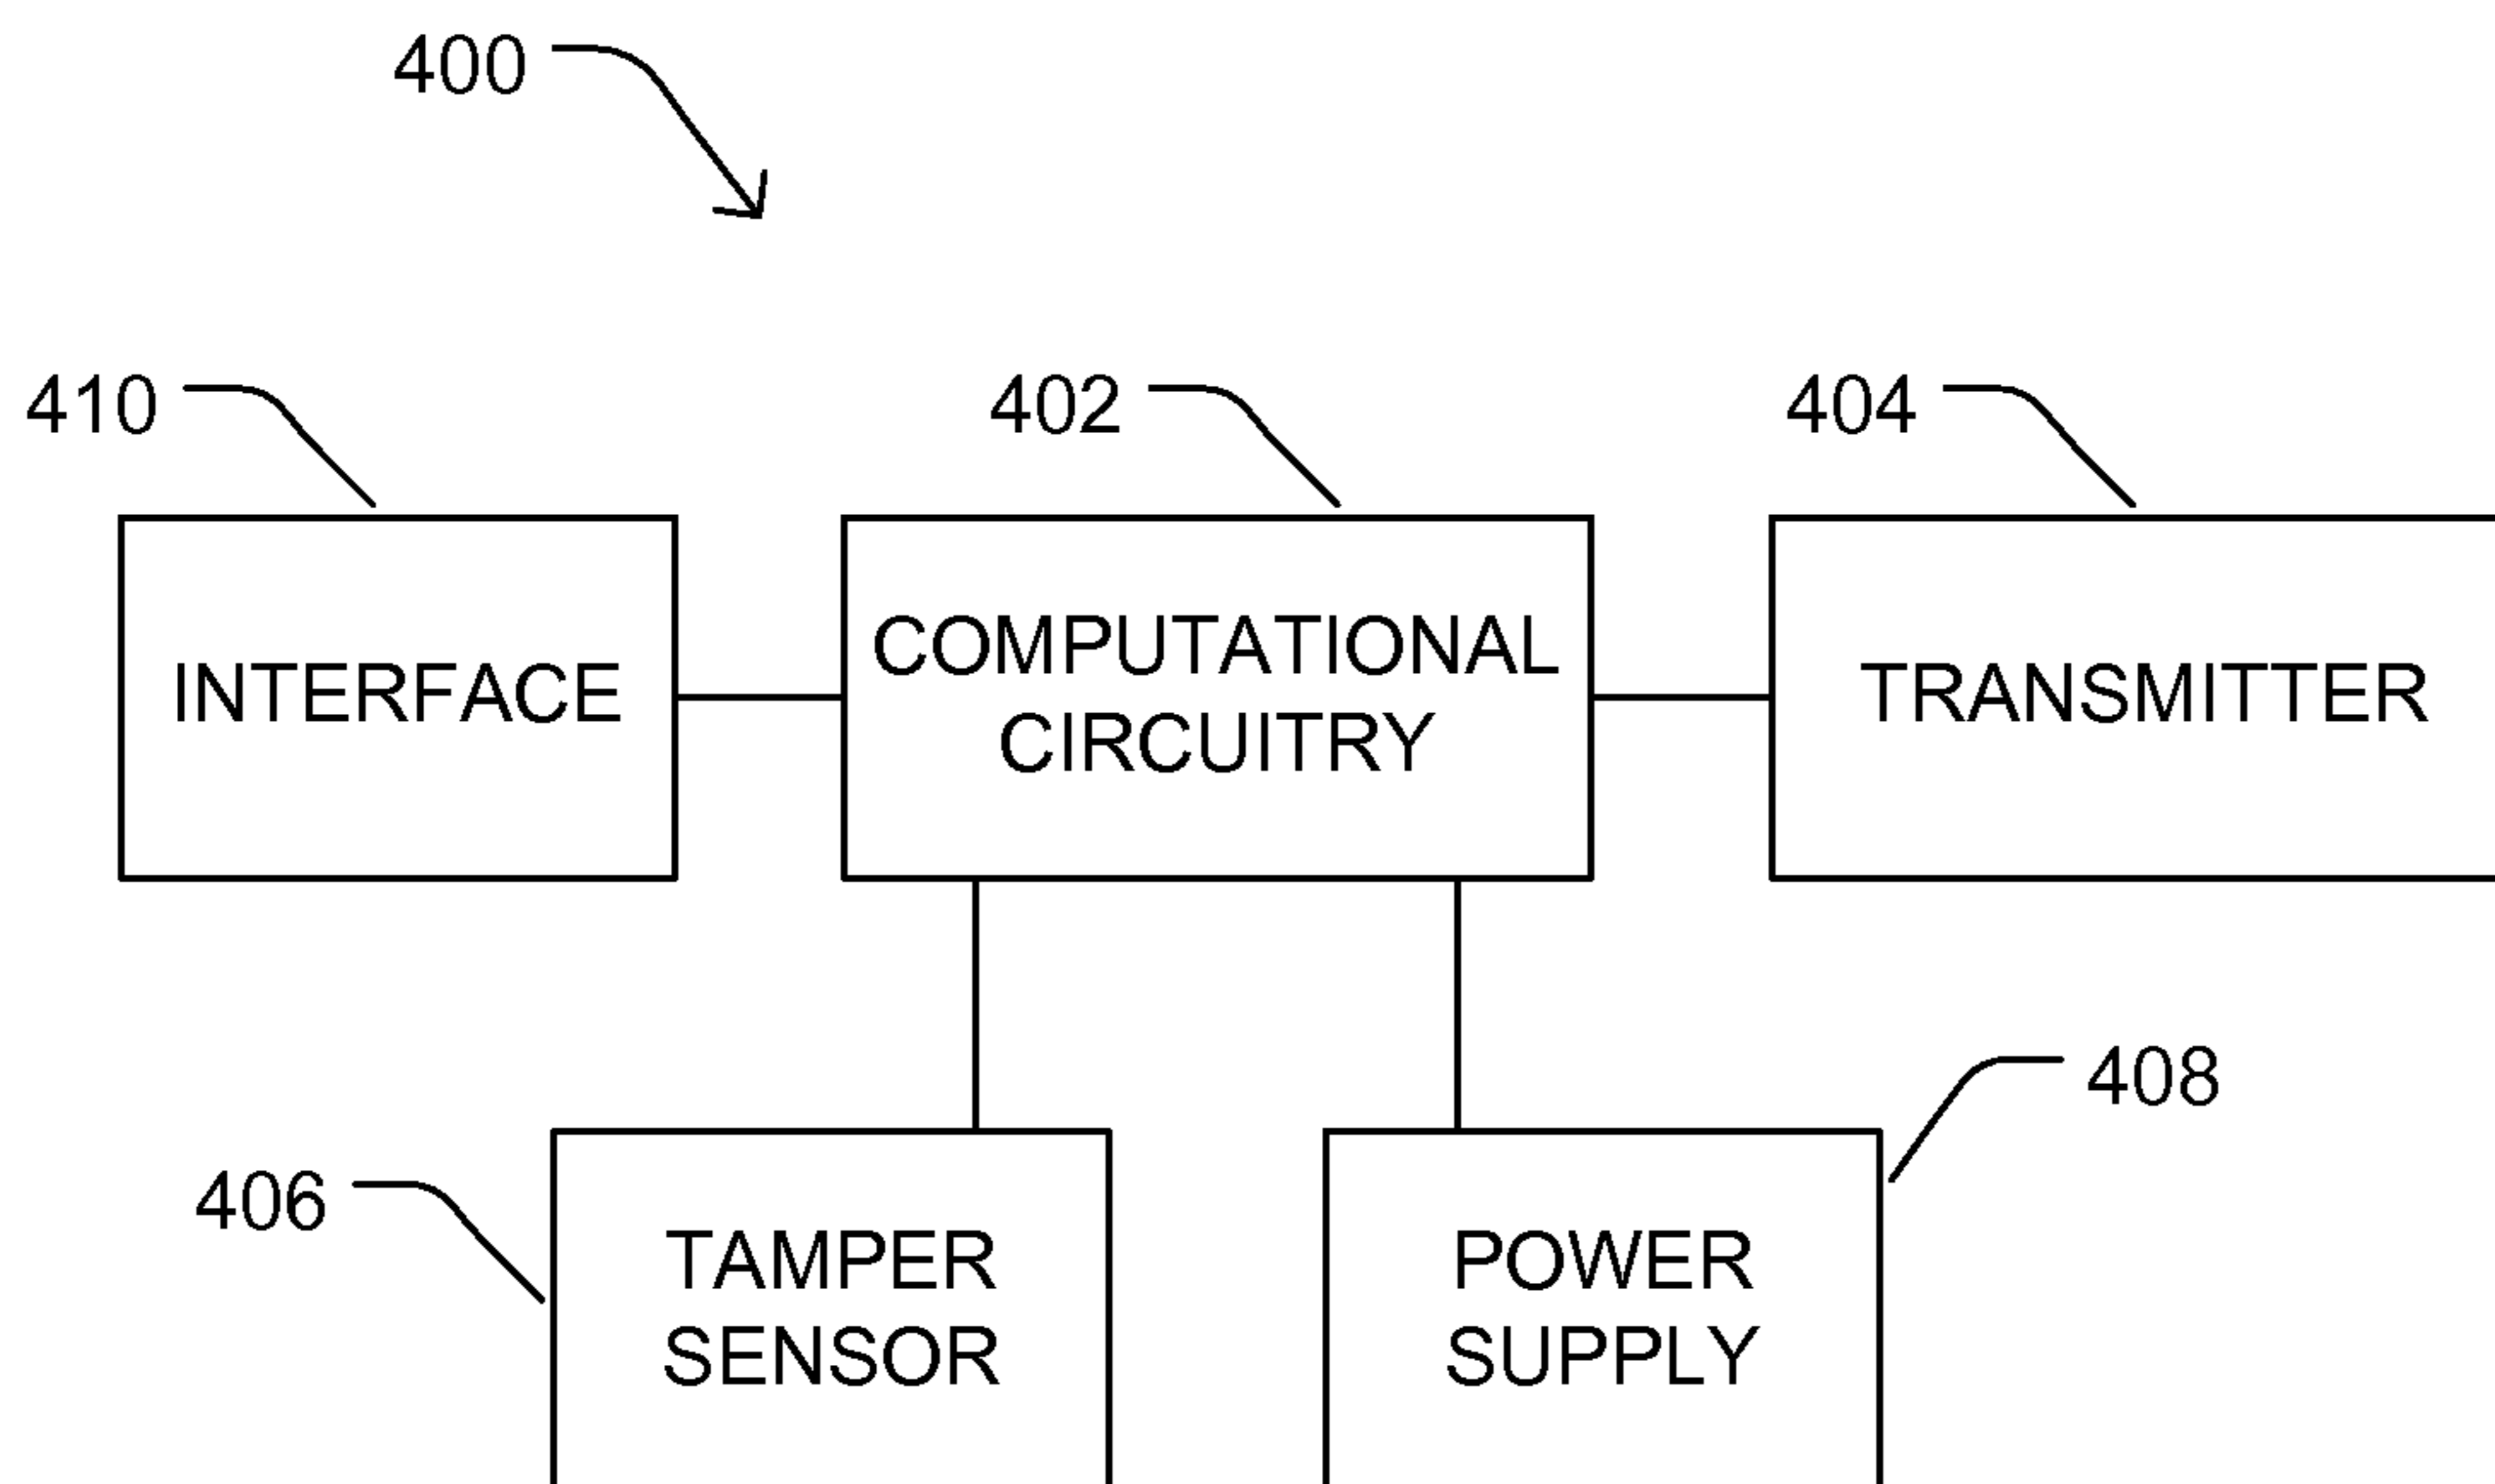 400
410
402
404
INTERFACE
COMPUTATIONAL
CIRCUITRY
TRANSMITTER
408
406
TAMPER
SENSOR
POWER
SUPPLY